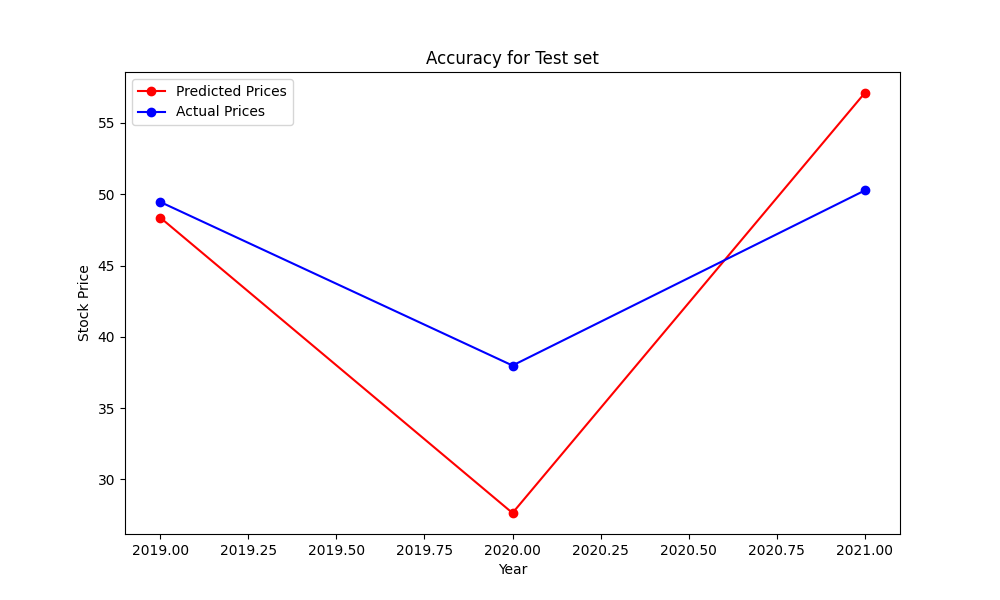 Accuracy for Test set
Predicted Prices
Actual Prices
55
50
45
40
35
30
Stock Price
2019.00 2019.25 2019.50 2019.75 2020.00 2020.25 2020.50 2020.75 2021.00
Year